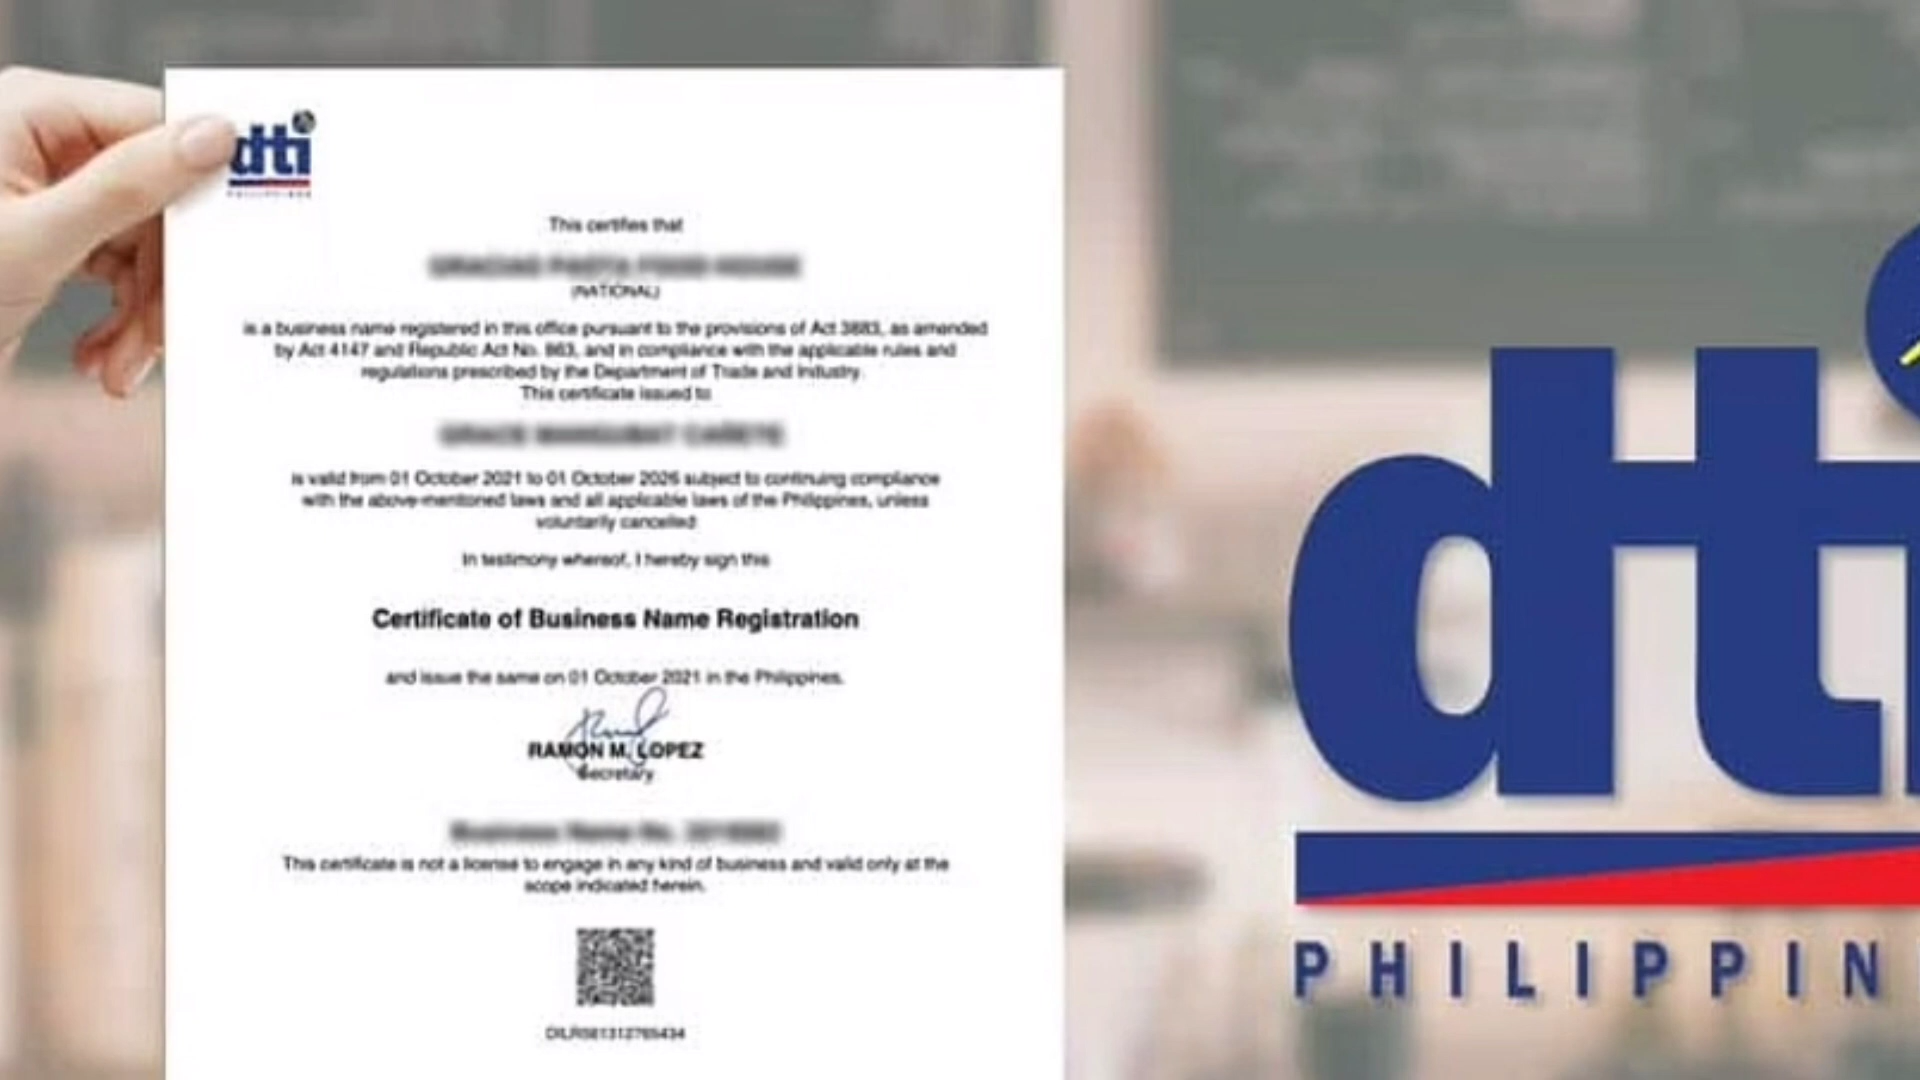 dti
PHILIPPINES
This certifies that
(NATIONAL)
is a business name registered in this office pursuant to the provisions of Act 3883, as amended
by Act 4147 and Republic Act No. 863, and in compliance with the applicable rules and
regulations prescribed by the Department of Trade and Industry.
This certificate issued to
is valid from 01 October 2021 to 01 October 2026 subject to continuing compliance
with the above-mentioned laws and all applicable laws of the Philippines, unless
voluntarily cancelled
In testimony whereof, I hereby sign this
Certificate of Business Name Registration
and issue the same on 01 October 2021 in the Philippines.
RAMON M. LOPEZ
Secretary
This certificate is not a license to engage in any kind of business and valid only at the
scope indicated herein.
dti
PHILIPPIN